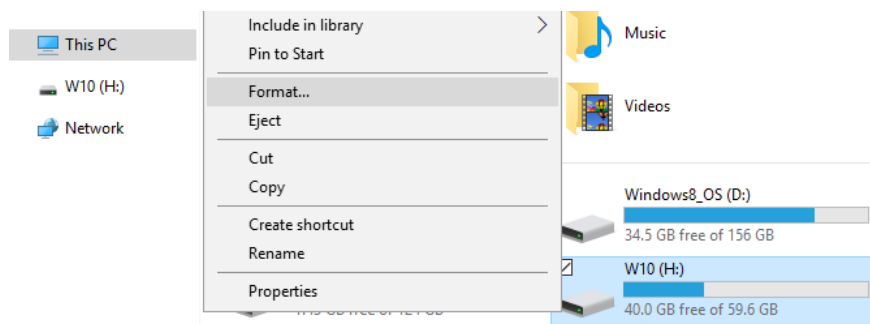 This PC
W10 (H:)
Network
Include in library
Pin to Start
Format...
Eject
Cut
Copy
Create shortcut
Rename
Properties
Music
Videos
Windows8_OS (D:)
34.5 GB free of 156 GB
W10 (H:)
40.0 GB free of 59.6 GB